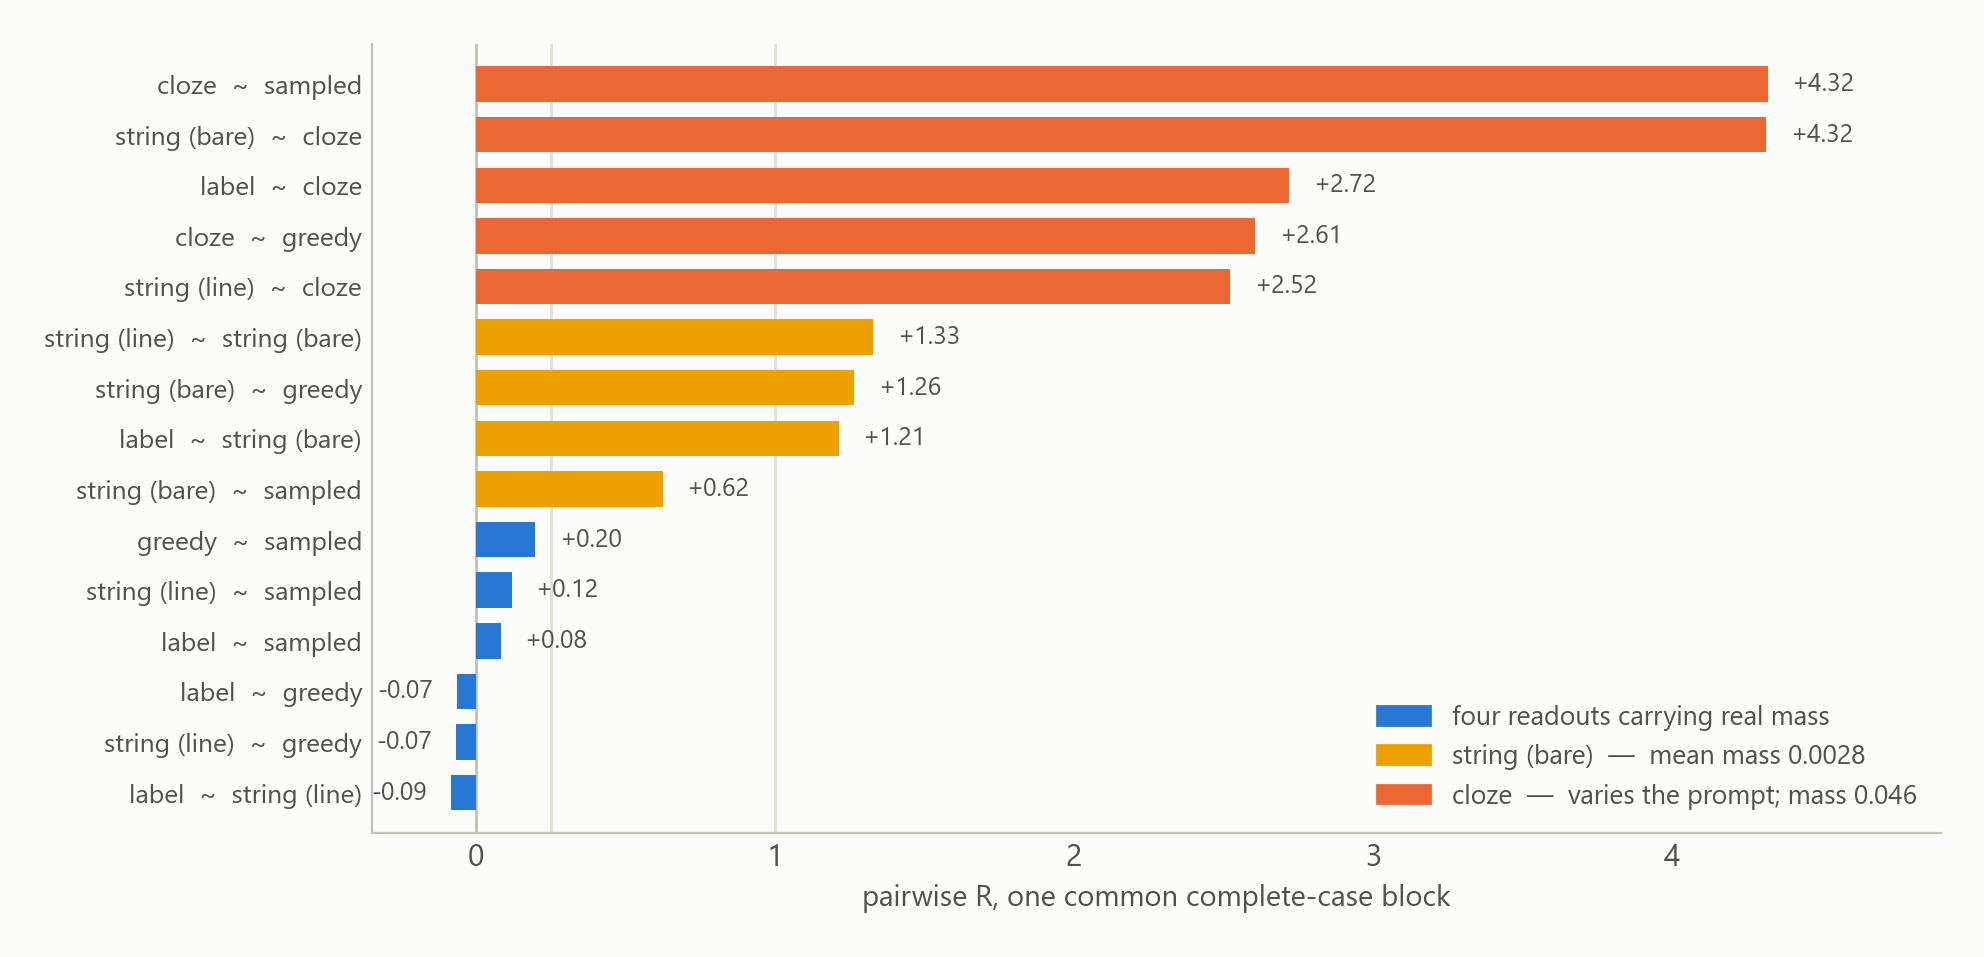 cloze ~ sampled +4.32
string (bare) ~ cloze +4.32
label ~ cloze +2.72
cloze ~ greedy +2.61
string (line) ~ cloze +2.52
string (line) ~ string (bare) +1.33
string (bare) ~ greedy +1.26
label ~ string (bare) +1.21
string (bare) ~ sampled +0.62
greedy ~ sampled +0.20
string (line) ~ sampled +0.12
label ~ sampled +0.08
label ~ greedy -0.07
string (line) ~ greedy -0.07
label ~ string (line) -0.09
four readouts carrying real mass
string (bare) — mean mass 0.0028
cloze — varies the prompt; mass 0.046
0 1 2 3 4
pairwise R, one common complete-case block